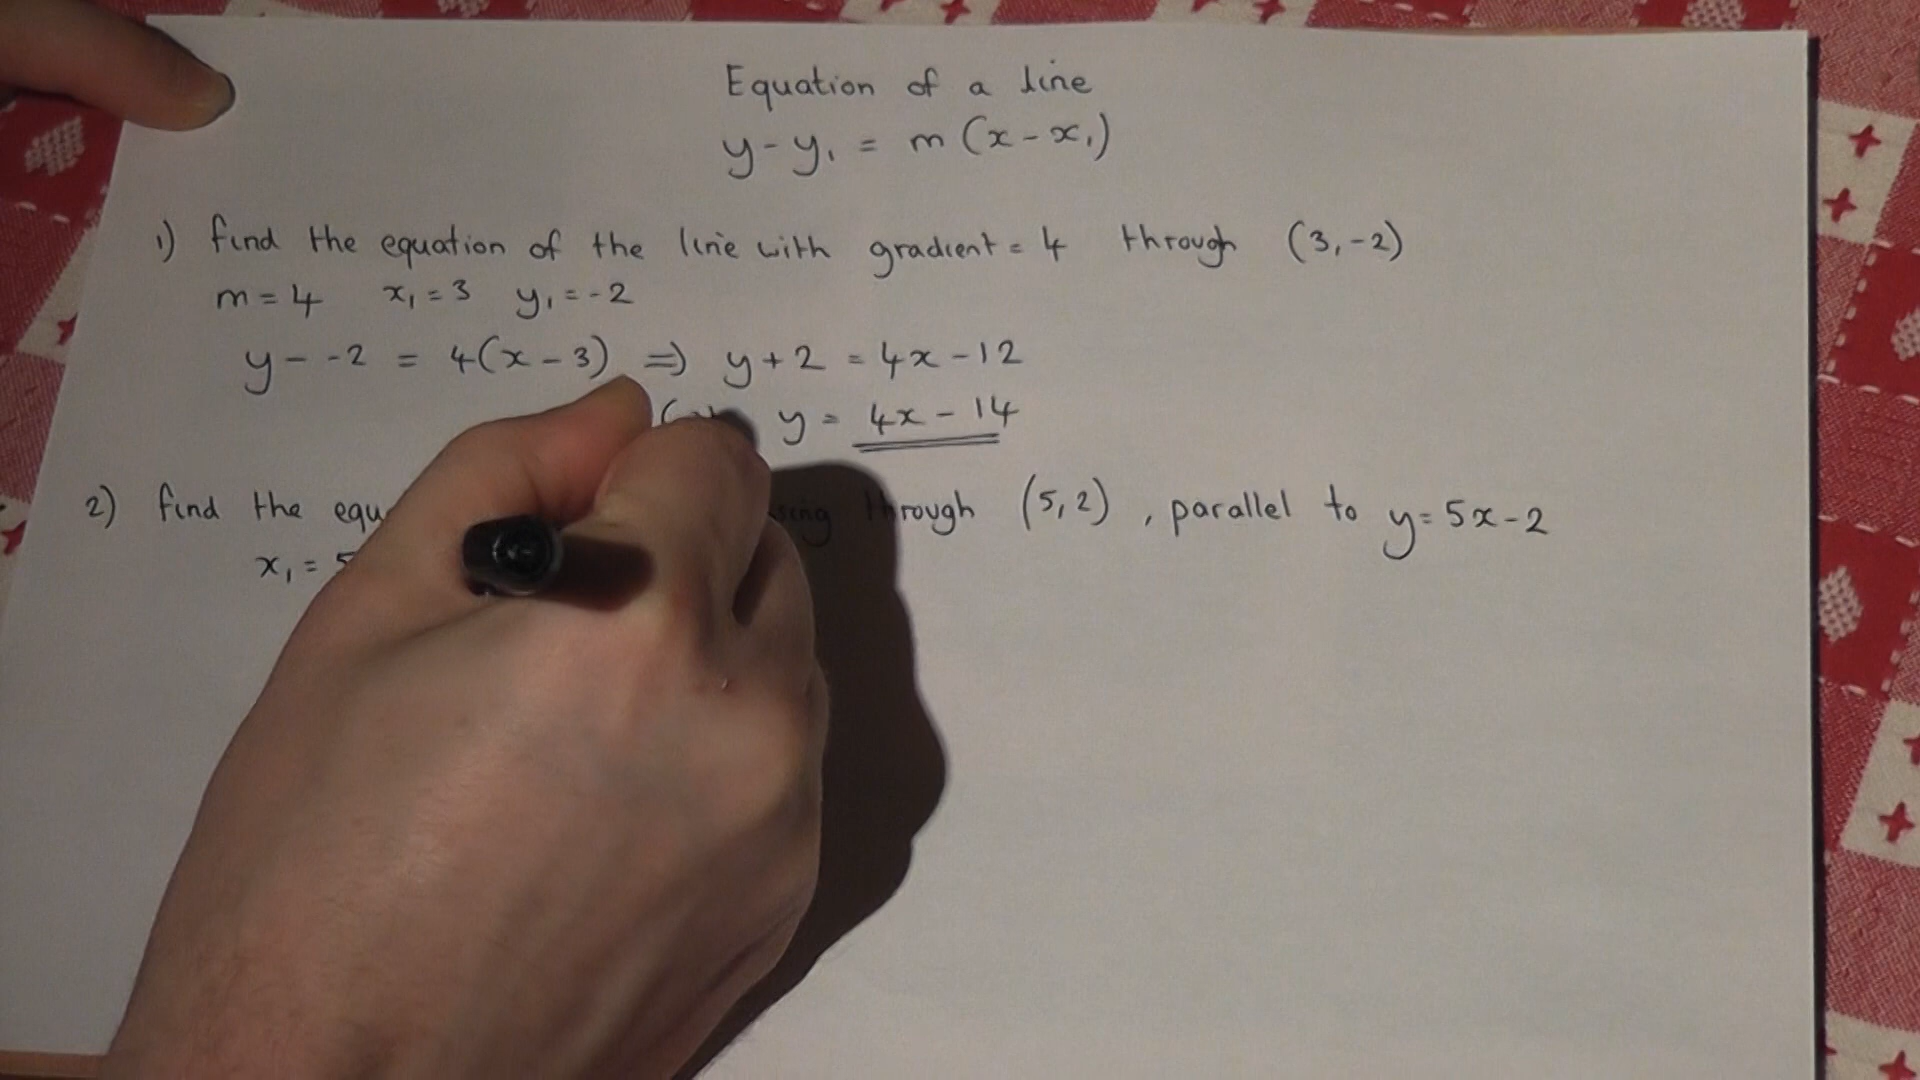 Equation of a line
y - y₁ = m (x - x₁)
1) find the equation of the line with gradient = 4 through (3, -2)
m = 4 x₁ = 3 y₁ = -2
y - -2 = 4(x - 3) ⇒ y + 2 = 4x - 12
y = 4x - 14
2) find the through (5, 2) , parallel to y = 5x - 2
x₁ = 5